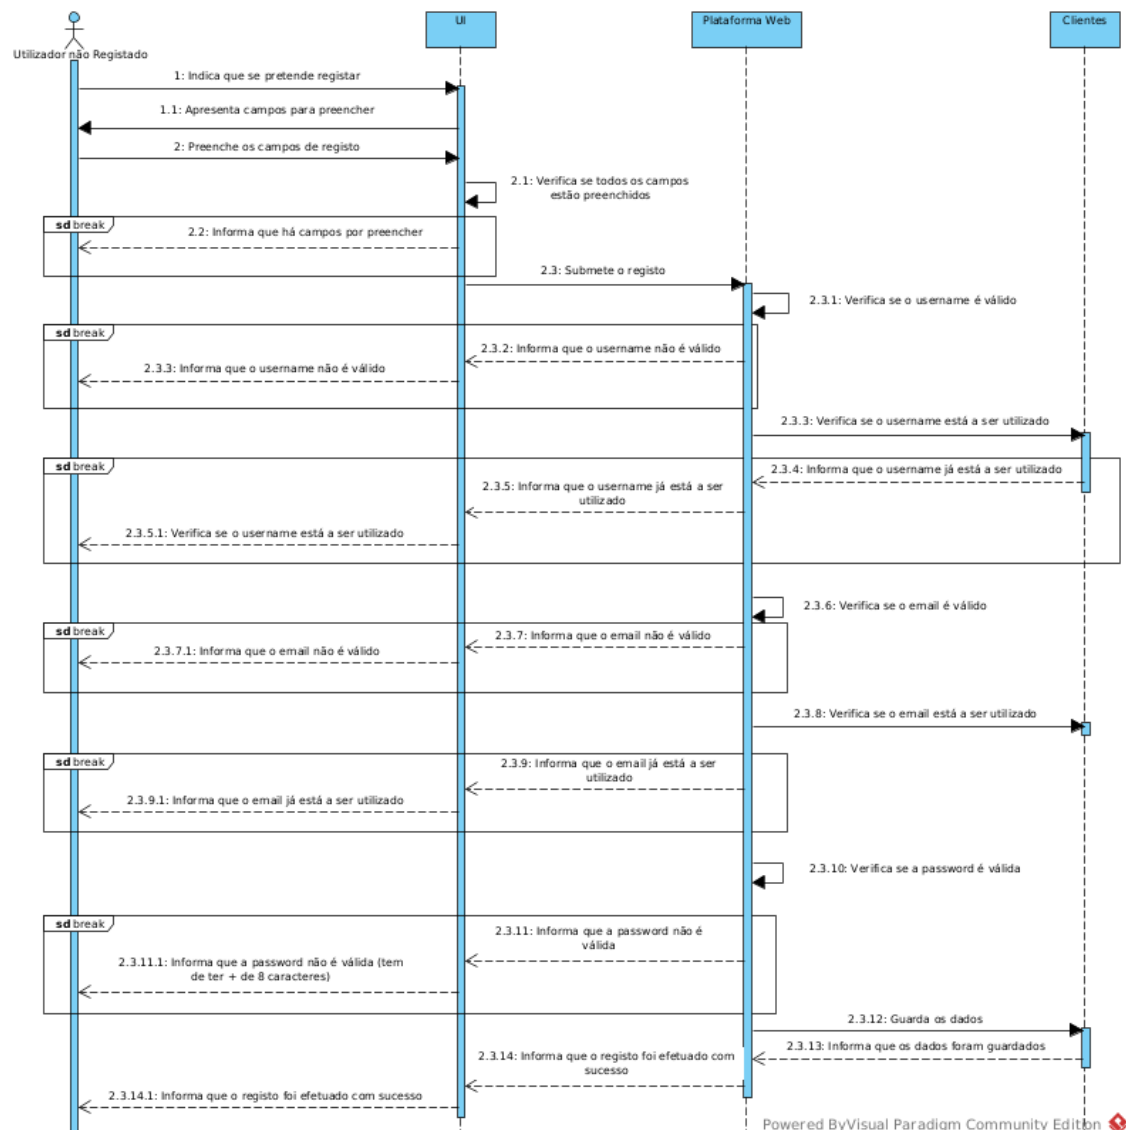 UI
Plataforma Web
Clientes
Utilizador não Registado
1: Indica que se pretende registar
1.1: Apresenta campos para preencher
2: Preenche os campos de registo
2.1: Verifica se todos os campos
estão preenchidos
sd break
2.2: Informa que há campos por preencher
2.3: Submete o registo
2.3.1: Verifica se o username é válido
sd break
2.3.2: Informa que o username não é válido
2.3.3: Informa que o username não é válido
2.3.3: Verifica se o username está a ser utilizado
sd break
2.3.4: Informa que o username já está a ser utilizado
2.3.5: Informa que o username já está a ser
utilizado
2.3.5.1: Verifica se o username está a ser utilizado
2.3.6: Verifica se o email é válido
sd break
2.3.7: Informa que o email não é válido
2.3.7.1: Informa que o email não é válido
2.3.8: Verifica se o email está a ser utilizado
sd break
2.3.9: Informa que o email já está a ser
utilizado
2.3.9.1: Informa que o email já está a ser utilizado
2.3.10: Verifica se a password é válida
sd break
2.3.11: Informa que a password não é
válida
2.3.11.1: Informa que a password não é válida (tem
de ter + de 8 caracteres)
2.3.12: Guarda os dados
2.3.13: Informa que os dados foram guardados
2.3.14: Informa que o registo foi efetuado com
sucesso
2.3.14.1: Informa que o registo foi efetuado com sucesso
Powered ByVisual Paradigm Community Edition